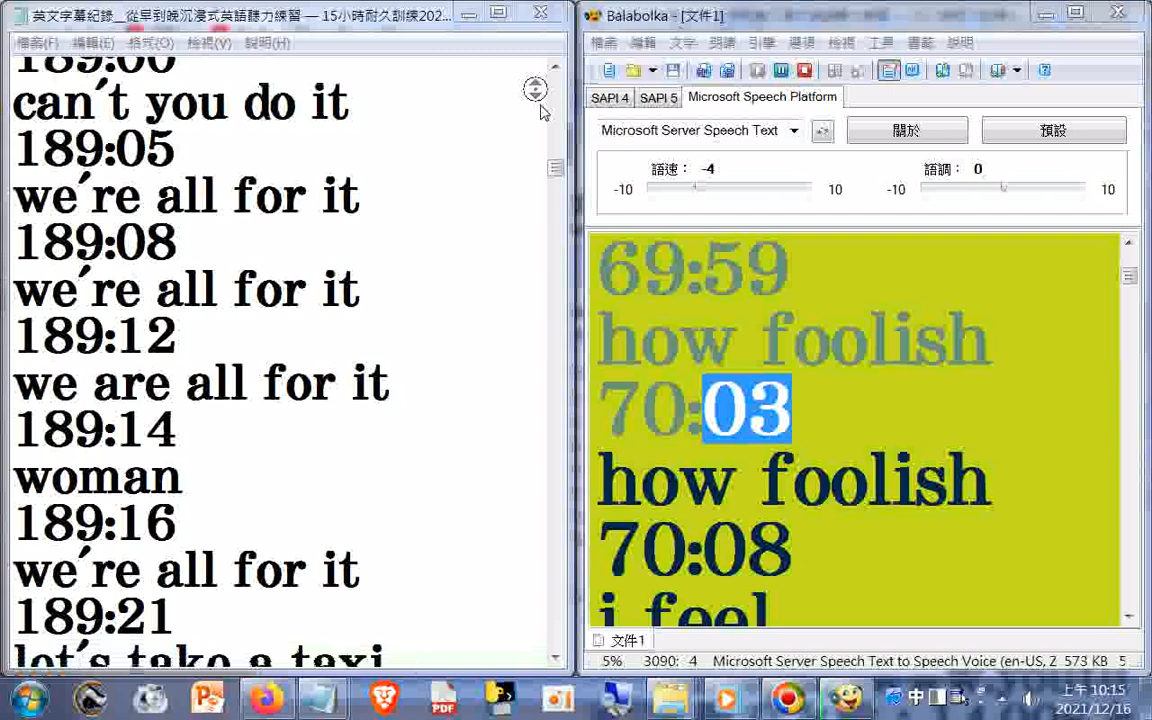 英文字幕紀錄__從早到晚沉浸式英語聽力練習 — 15小時耐久訓練202...
檔案(F) 編輯(E) 格式(O) 檢視(V) 說明(H)
189:00
can't you do it
189:05
we're all for it
189:08
we're all for it
189:12
we are all for it
189:14
woman
189:16
we're all for it
189:21
let's take a taxi
Balabolka - [文件1]
檔案 編輯 文字 朗讀 引擎 選項 檢視 工具 書籤 說明
SAPI 4 SAPI 5 Microsoft Speech Platform
Microsoft Server Speech Text 關於 預設
語速： -4 語調： 0
-10 10 -10 10
69:59
how foolish
70:03
how foolish
70:08
i feel
文件1
5% 3090: 4 Microsoft Server Speech Text to Speech Voice (en-US, Z 573 KB 5
中
上午 10:15
2021/12/16